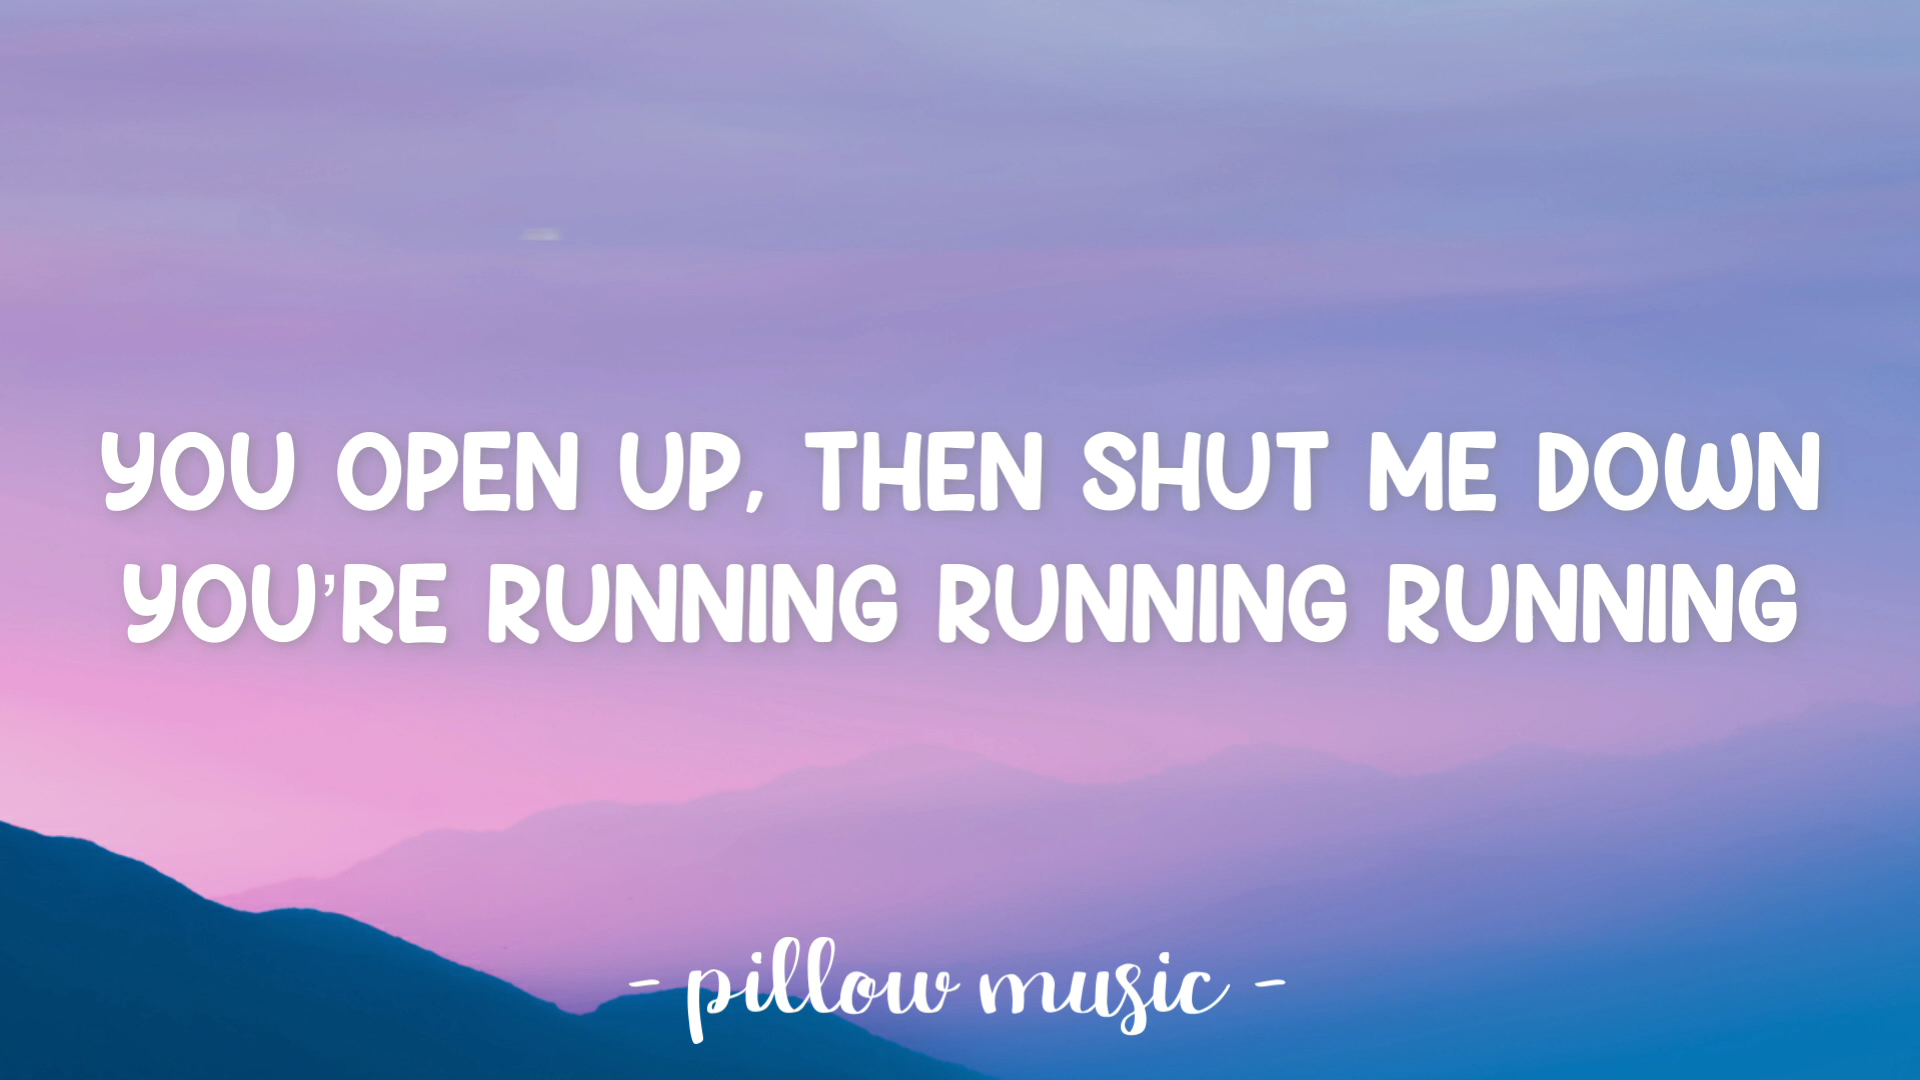 YOU OPEN UP, THEN SHUT ME DOWN
YOU'RE RUNNING RUNNING RUNNING
- pillow music -